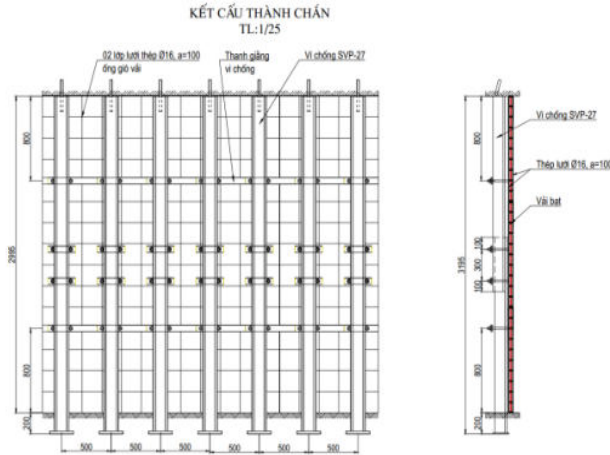 KẾT CẤU THÀNH CHẮN
TL:1/25
02 lớp lưới thép Ø16, a=100
ống gió vải
Thanh giằng
vì chống
Vì chống SVP-27
800
2995
800
200
500
500
500
500
500
500
Vì chống SVP-27
Thép lưới Ø16, a=100
Vải bạt
800
100
300
100
3195
800
200